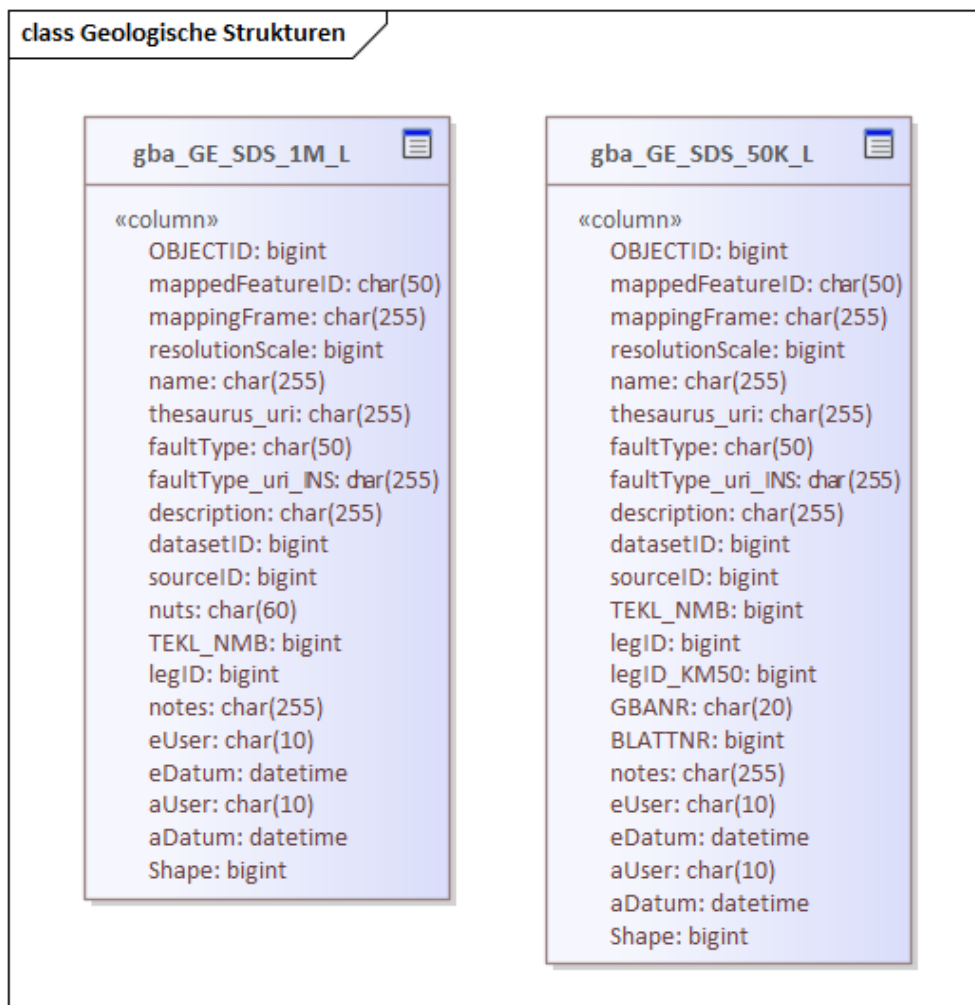 class Geologische Strukturen
gba_GE_SDS_1M_L
«column»
OBJECTID: bigint
mappedFeatureID: char(50)
mappingFrame: char(255)
resolutionScale: bigint
name: char(255)
thesaurus_uri: char(255)
faultType: char(50)
faultType_uri_INS: char(255)
description: char(255)
datasetID: bigint
sourceID: bigint
nuts: char(60)
TEKL_NMB: bigint
legID: bigint
notes: char(255)
eUser: char(10)
eDatum: datetime
aUser: char(10)
aDatum: datetime
Shape: bigint
gba_GE_SDS_50K_L
«column»
OBJECTID: bigint
mappedFeatureID: char(50)
mappingFrame: char(255)
resolutionScale: bigint
name: char(255)
thesaurus_uri: char(255)
faultType: char(50)
faultType_uri_INS: char(255)
description: char(255)
datasetID: bigint
sourceID: bigint
TEKL_NMB: bigint
legID: bigint
legID_KM50: bigint
GBANR: char(20)
BLATTNR: bigint
notes: char(255)
eUser: char(10)
eDatum: datetime
aUser: char(10)
aDatum: datetime
Shape: bigint